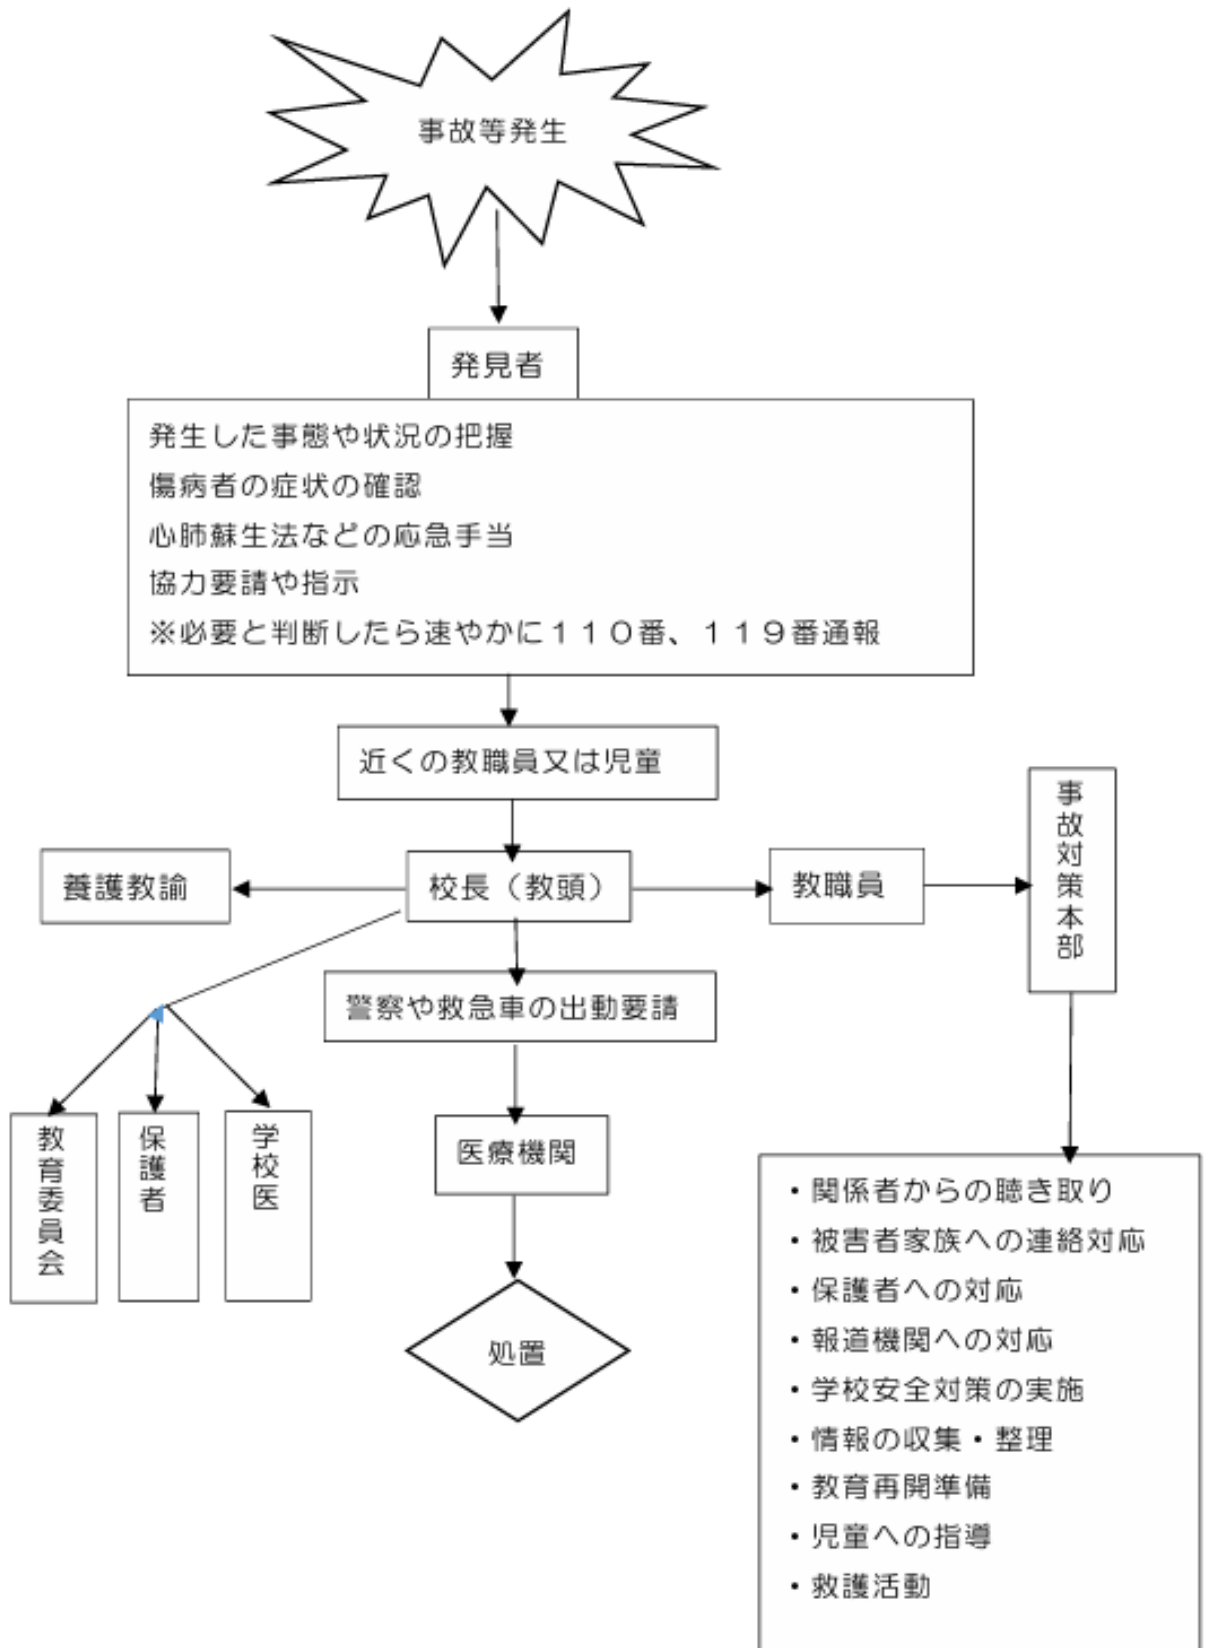 事故等発生
発見者
発生した事態や状況の把握
傷病者の症状の確認
心肺蘇生法などの応急手当
協力要請や指示
※必要と判断したら速やかに１１０番、１１９番通報
近くの教職員又は児童
養護教諭
校長（教頭）
教職員
事故対策本部
警察や救急車の出動要請
教育委員会
保護者
学校医
医療機関
処置
・関係者からの聴き取り
・被害者家族への連絡対応
・保護者への対応
・報道機関への対応
・学校安全対策の実施
・情報の収集・整理
・教育再開準備
・児童への指導
・救護活動